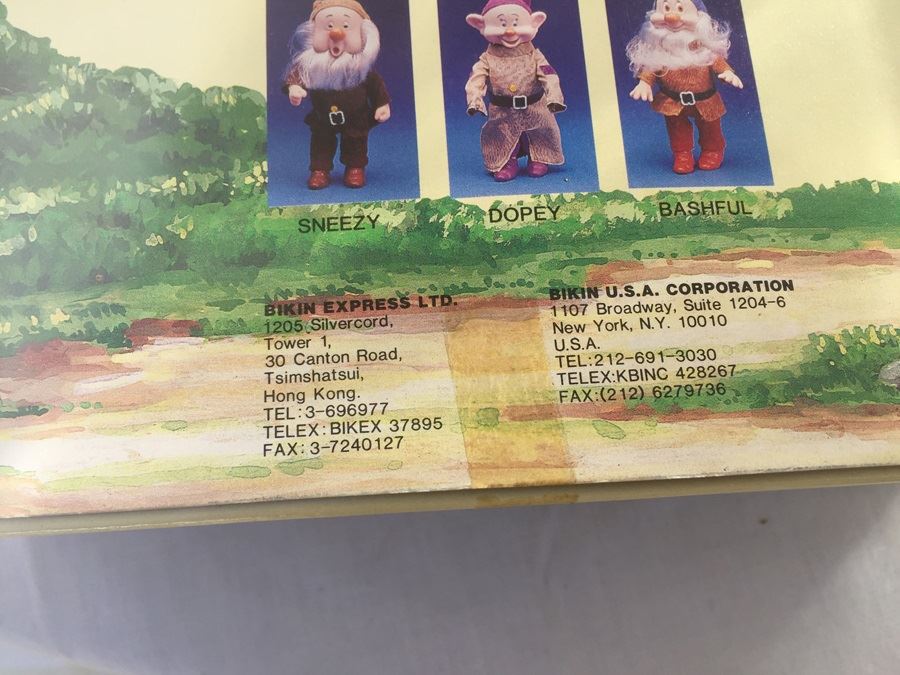 SNEEZY
DOPEY
BASHFUL
BIKIN EXPRESS LTD.
1205 Silvercord,
Tower 1,
30 Canton Road,
Tsimshatsui,
Hong Kong.
TEL:3-696977
TELEX:BIKEX 37895
FAX:3-7240127
BIKIN U.S.A. CORPORATION
1107 Broadway, Suite 1204-6
New York, N.Y. 10010
U.S.A.
TEL:212-691-3030
TELEX:KBINC 428267
FAX:(212) 6279736